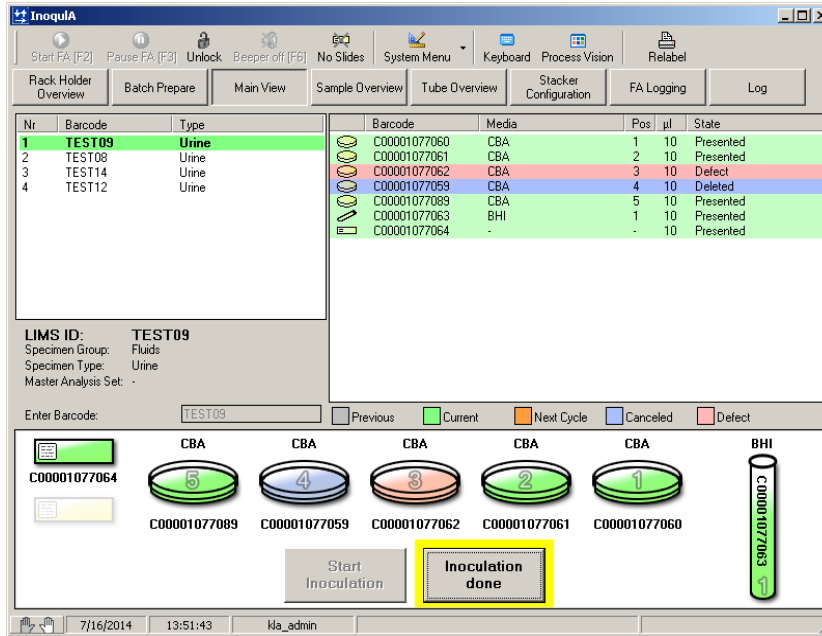 InoqulA
Start FA [F2] Pause FA [F3] Unlock Beeper off [F6] No Slides System Menu Keyboard Process Vision Relabel
Rack Holder Overview Batch Prepare Main View Sample Overview Tube Overview Stacker Configuration FA Logging Log
Nr Barcode Type
1 TEST09 Urine
2 TEST08 Urine
3 TEST14 Urine
4 TEST12 Urine
Barcode Media Pos µl State
C00001077060 CBA 1 10 Presented
C00001077061 CBA 2 10 Presented
C00001077062 CBA 3 10 Defect
C00001077059 CBA 4 10 Deleted
C00001077089 CBA 5 10 Presented
C00001077063 BHI 1 10 Presented
C00001077064 - - 10 Presented
LIMS ID: TEST09
Specimen Group: Fluids
Specimen Type: Urine
Master Analysis Set: -
Enter Barcode: TEST09
Previous Current Next Cycle Canceled Defect
CBA CBA CBA CBA CBA BHI
5 4 3 2 1
C00001077064
C00001077089 C00001077059 C00001077062 C00001077061 C00001077060
C00001077063
1
Start Inoculation
Inoculation done
7/16/2014 13:51:43 kla_admin